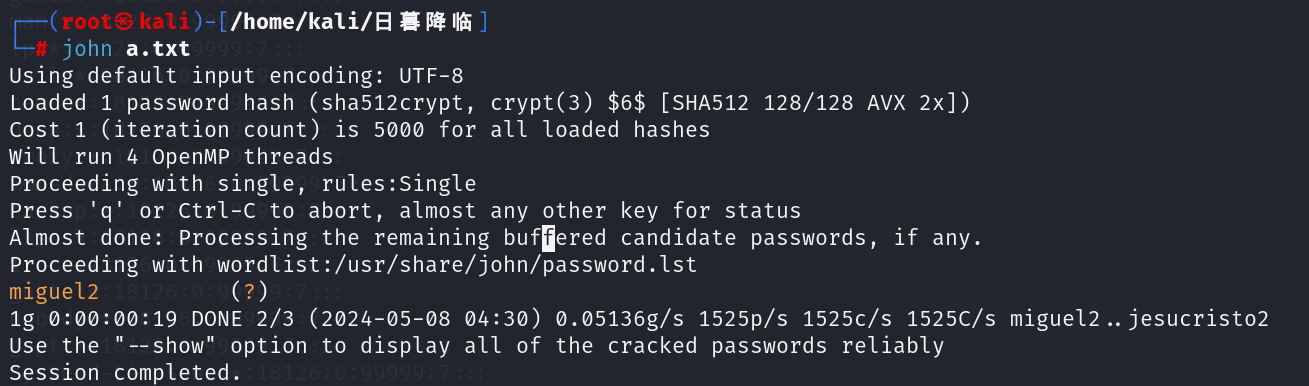 ┌──(root㉿kali)-[/home/kali/日暮降临]
└─# john a.txt
Using default input encoding: UTF-8
Loaded 1 password hash (sha512crypt, crypt(3) $6$ [SHA512 128/128 AVX 2x])
Cost 1 (iteration count) is 5000 for all loaded hashes
Will run 4 OpenMP threads
Proceeding with single, rules:Single
Press 'q' or Ctrl-C to abort, almost any other key for status
Almost done: Processing the remaining buffered candidate passwords, if any.
Proceeding with wordlist:/usr/share/john/password.lst
miguel2          (?)
1g 0:00:00:19 DONE 2/3 (2024-05-08 04:30) 0.05136g/s 1525p/s 1525c/s 1525C/s miguel2..jesucristo2
Use the "--show" option to display all of the cracked passwords reliably
Session completed.